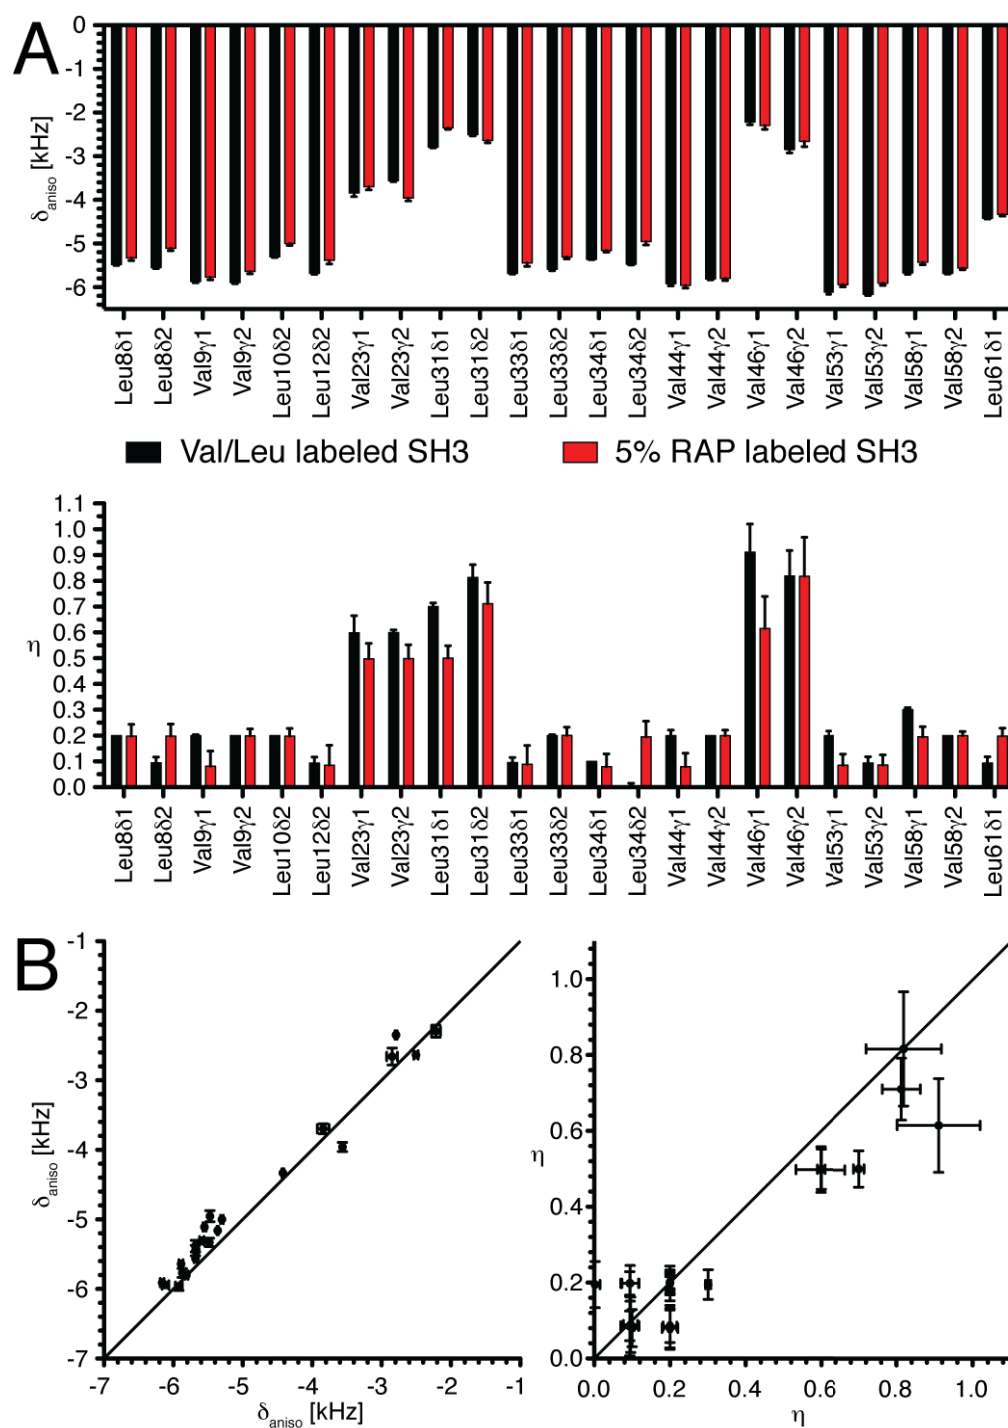 A
0
-1
-2
-3
-4
-5
-6
δaniso [kHz]
Leu8δ1
Leu8δ2
Val9γ1
Val9γ2
Leu10δ2
Leu12δ2
Val23γ1
Val23γ2
Leu31δ1
Leu31δ2
Leu33δ1
Leu33δ2
Leu34δ1
Leu34δ2
Val44γ1
Val44γ2
Val46γ1
Val46γ2
Val53γ1
Val53γ2
Val58γ1
Val58γ2
Leu61δ1
Val/Leu labeled SH3
5% RAP labeled SH3
1.1
1.0
0.9
0.8
0.7
0.6
0.5
0.4
0.3
0.2
0.1
0.0
η
Leu8δ1
Leu8δ2
Val9γ1
Val9γ2
Leu10δ2
Leu12δ2
Val23γ1
Val23γ2
Leu31δ1
Leu31δ2
Leu33δ1
Leu33δ2
Leu34δ1
Leu34δ2
Val44γ1
Val44γ2
Val46γ1
Val46γ2
Val53γ1
Val53γ2
Val58γ1
Val58γ2
Leu61δ1
B
-1
-2
-3
-4
-5
-6
-7
δaniso [kHz]
-7 -6 -5 -4 -3 -2 -1
δaniso [kHz]
1.0
0.8
0.6
0.4
0.2
0.0
η
0.0 0.2 0.4 0.6 0.8 1.0
η